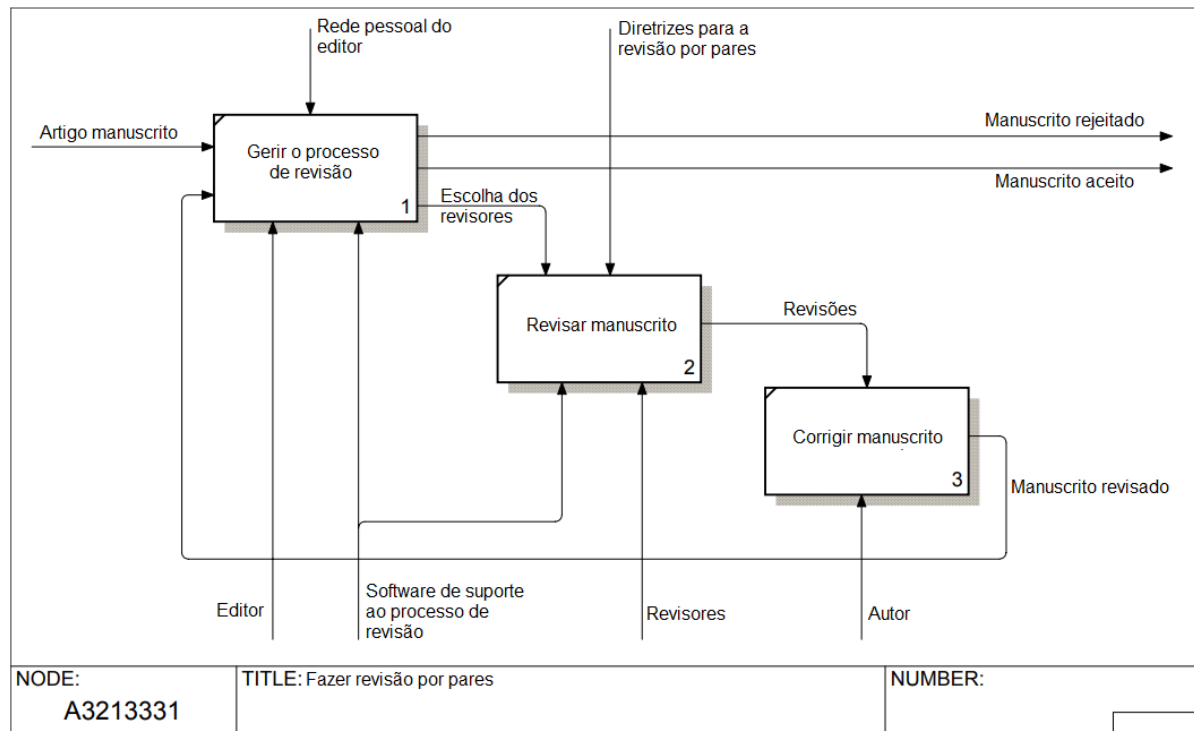 Rede pessoal do
editor
Diretrizes para a
revisão por pares
Artigo manuscrito
Gerir o processo
de revisão
1
Manuscrito rejeitado
Manuscrito aceito
Escolha dos
revisores
Revisar manuscrito
2
Revisões
Corrigir manuscrito
3
Manuscrito revisado
Editor
Software de suporte
ao processo de
revisão
Revisores
Autor
NODE:
A3213331
TITLE: Fazer revisão por pares
NUMBER: